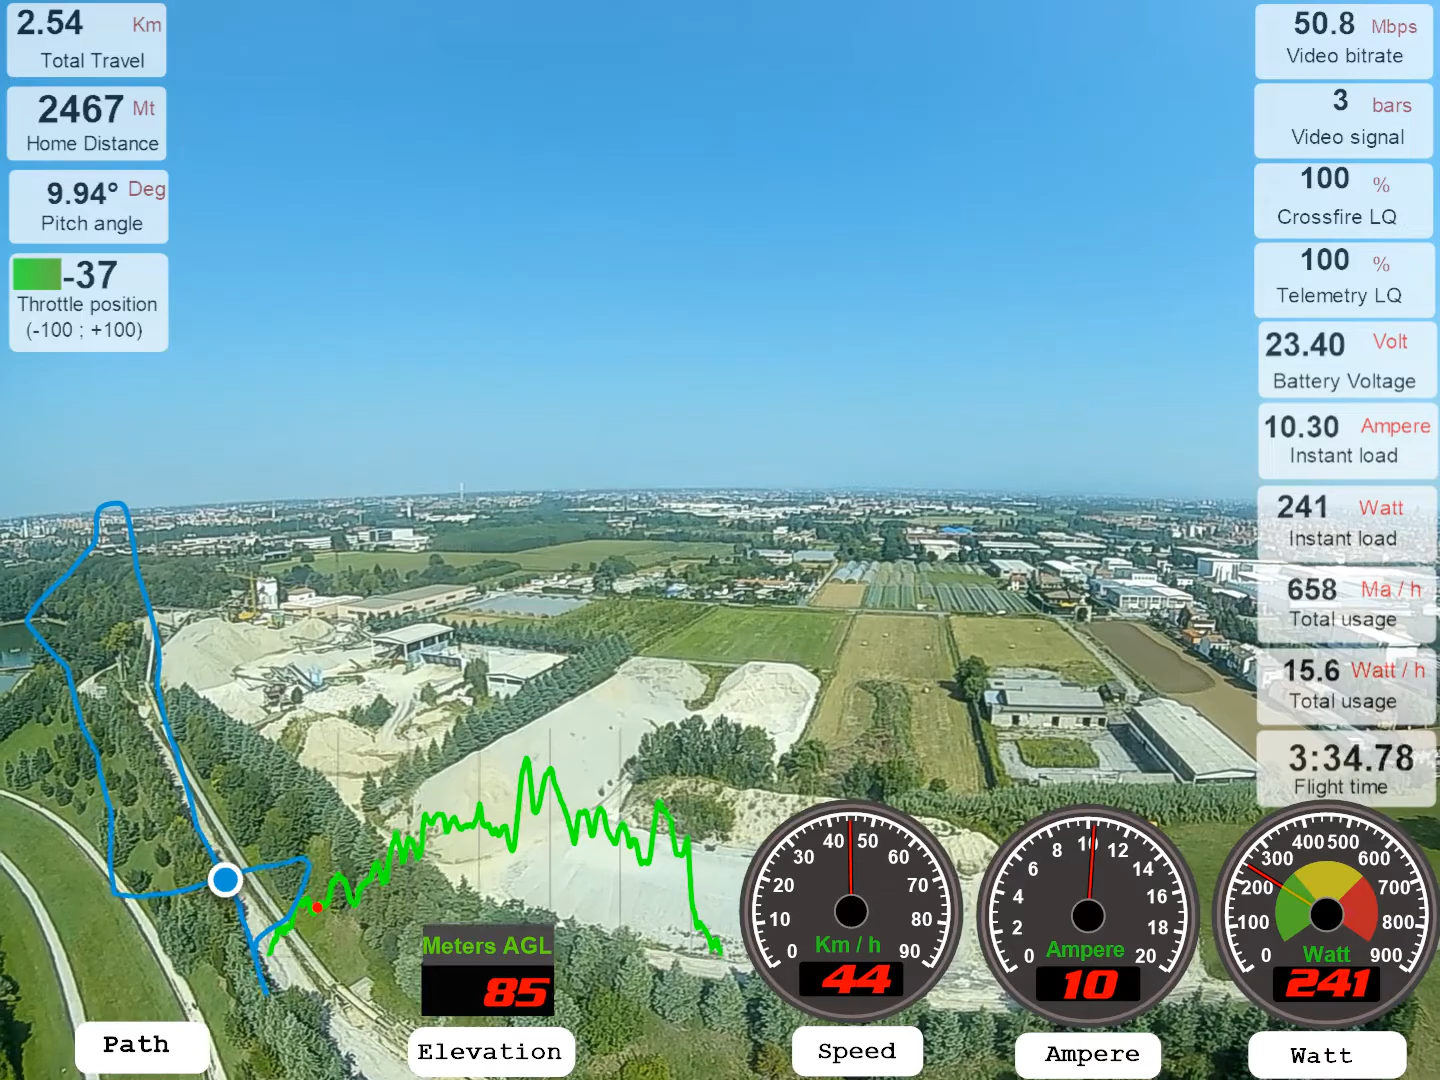 2.54 Km
Total Travel
2467 Mt
Home Distance
9.94° Deg
Pitch angle
-37
Throttle position
(-100 ; +100)
50.8 Mbps
Video bitrate
3 bars
Video signal
100 %
Crossfire LQ
100 %
Telemetry LQ
23.40 Volt
Battery Voltage
10.30 Ampere
Instant load
241 Watt
Instant load
658 Ma / h
Total usage
15.6 Watt / h
Total usage
3:34.78
Flight time
Path
Meters AGL
85
Elevation
0 10 20 30 40 50 60 70 80 90
Km / h
44
Speed
0 2 4 6 8 10 12 14 16 18 20
Ampere
10
Ampere
0 100 200 300 400 500 600 700 800 900
Watt
241
Watt